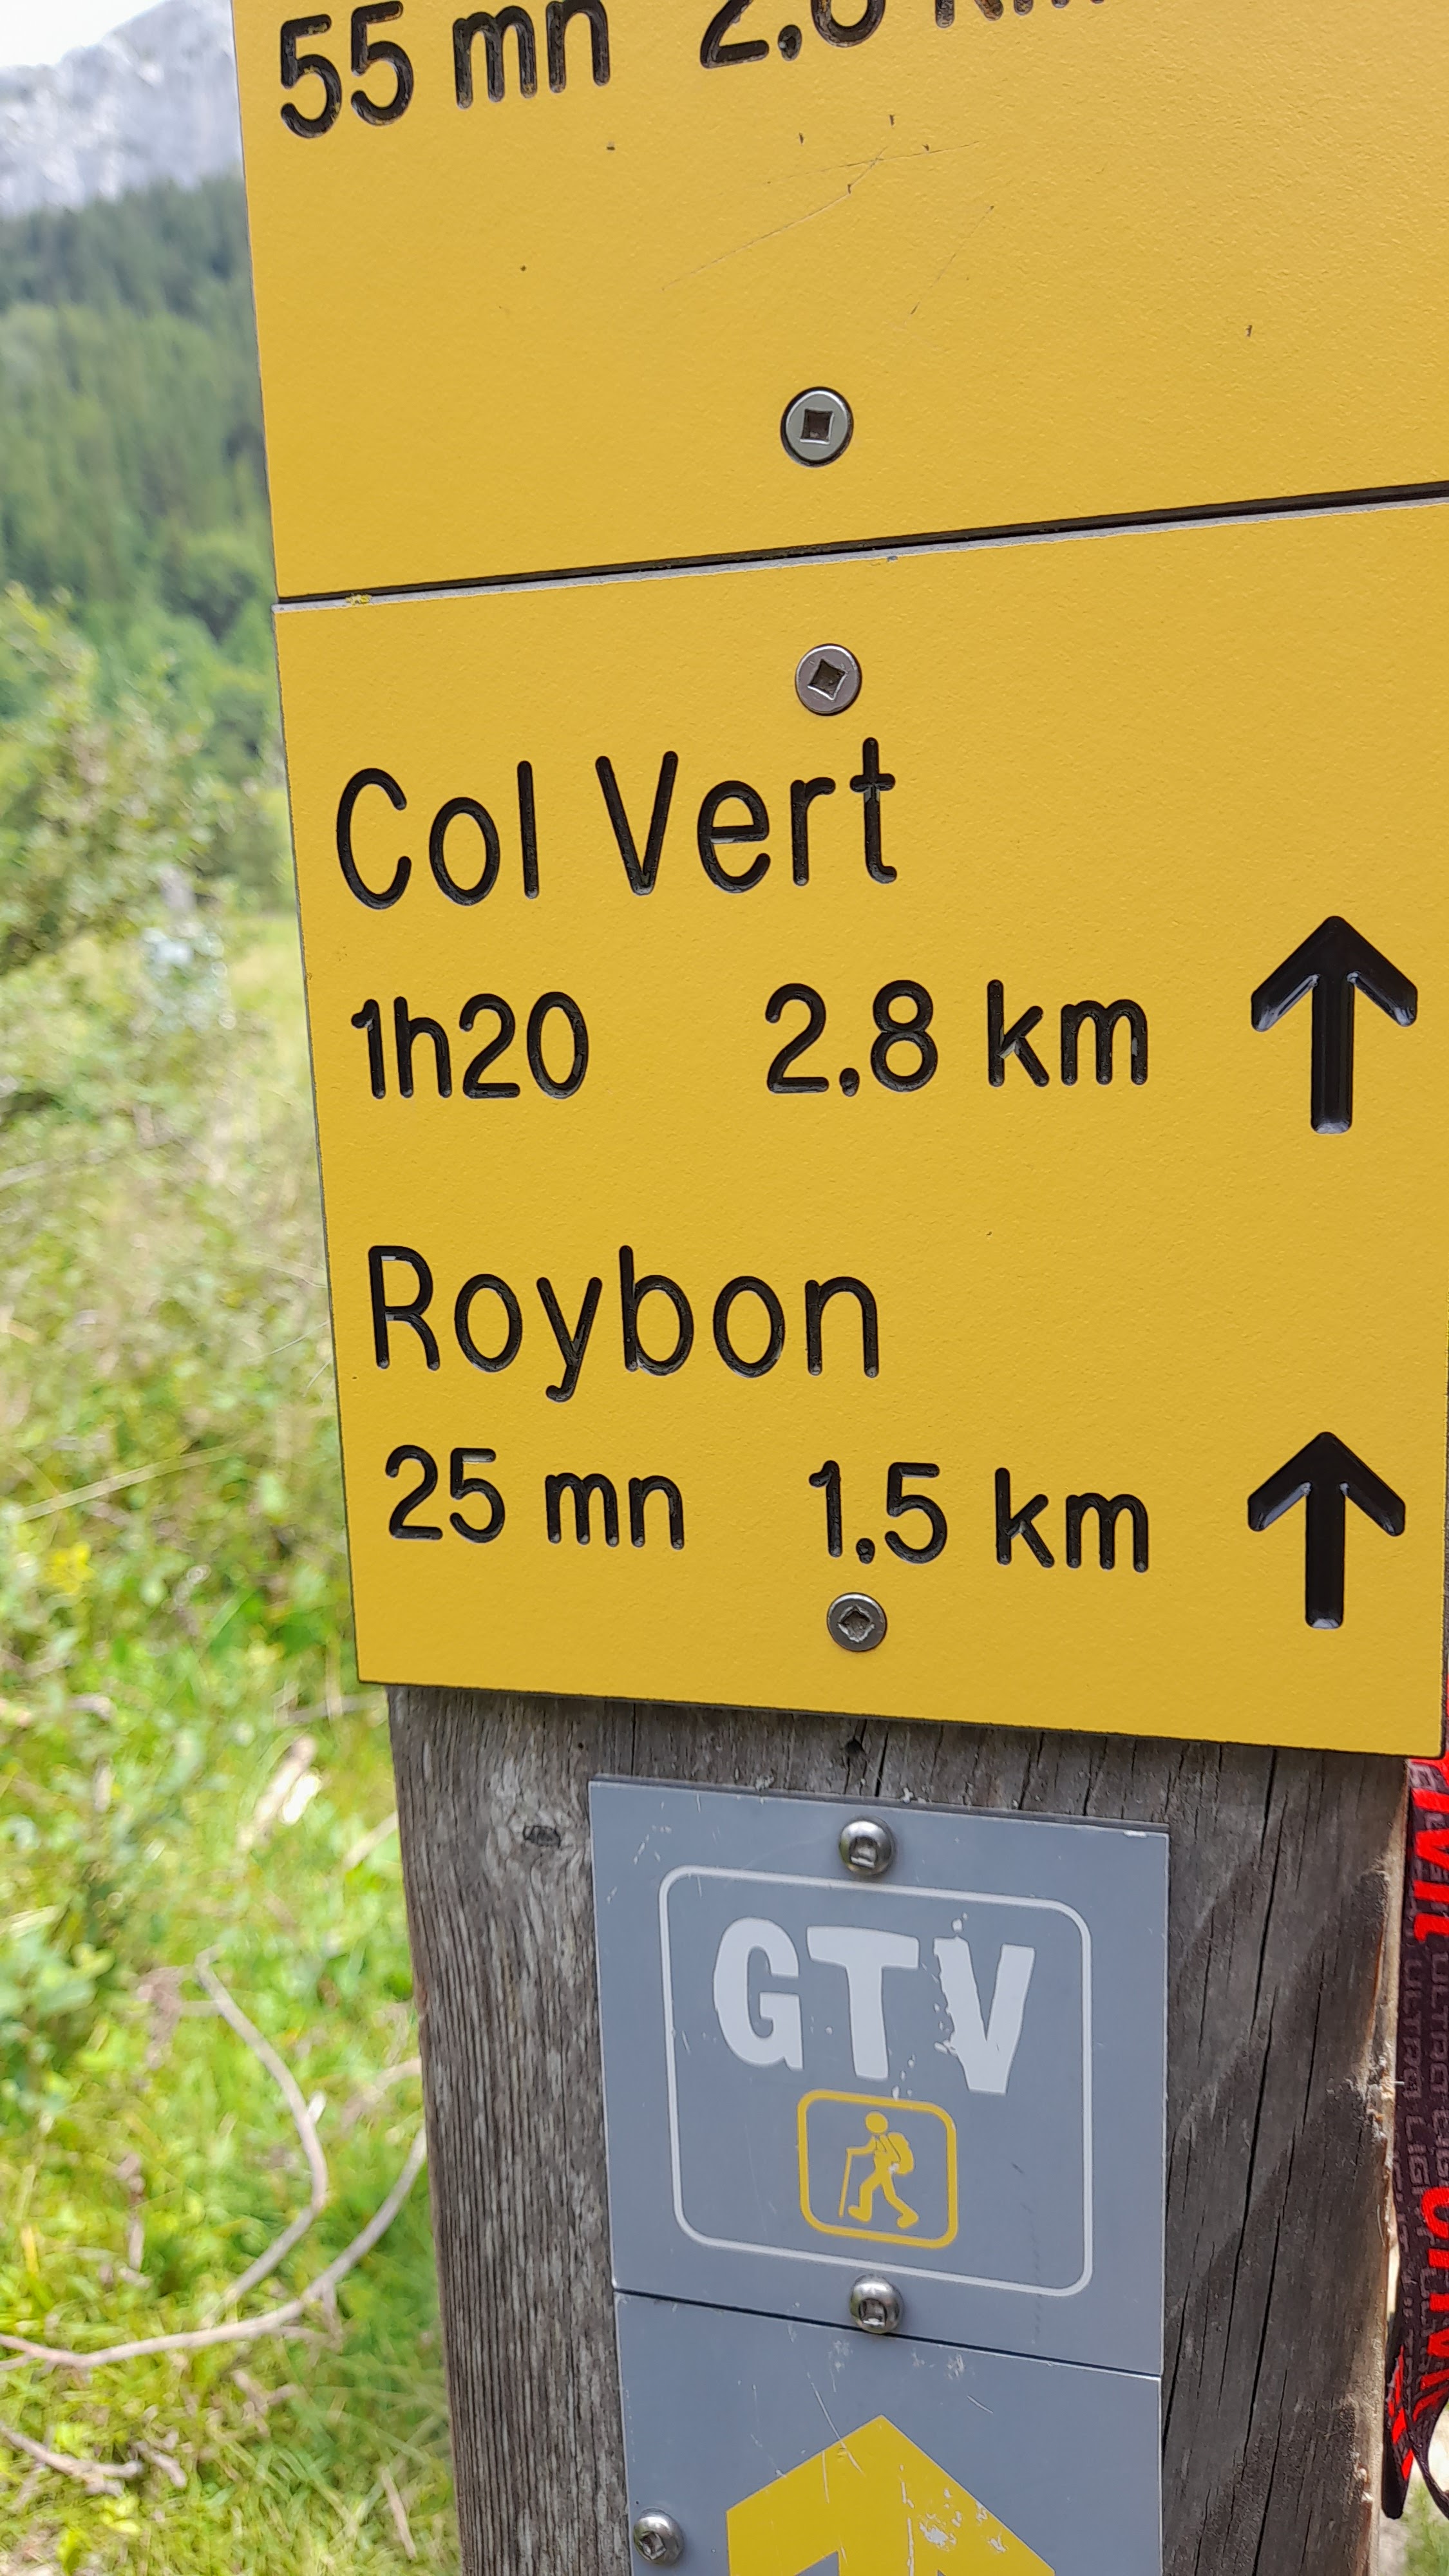 55 mn
Col Vert
1h20 2.8 km
Roybon
25 mn 1.5 km
GTV